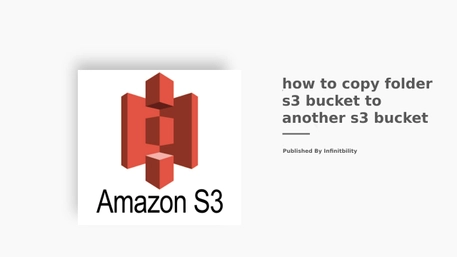 how to copy folder
s3 bucket to
another s3 bucket
Published By Infinitbility
Amazon S3